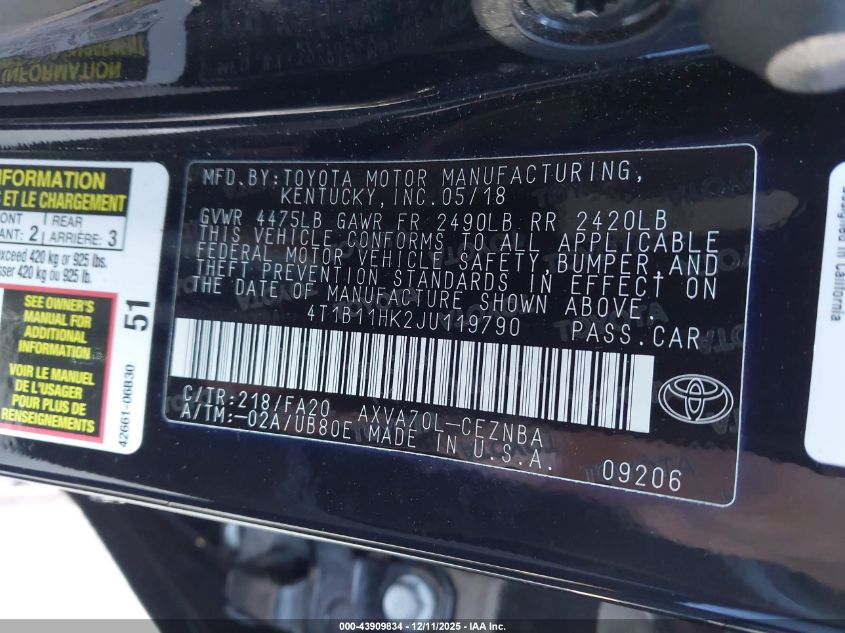 INFORMATION
NFORMATION
ET LE CHARGEMENT
ONT REAR
ANT: 2 ARRIÈRE: 3
exceed 420 kg or 925 lbs.
sser 420 kg ou 925 lb.
SEE OWNER'S
MANUAL FOR
ADDITIONAL
INFORMATION
VOIR LE MANUEL
DE L'USAGER
POUR PLUS DE
RENSEIGNEMENTS
51
42661-06B30
MFD.BY:TOYOTA MOTOR MANUFACTURING,
KENTUCKY, INC.05/18
GVWR 4475LB GAWR FR 2490LB RR 2420LB
THIS VEHICLE CONFORMS TO ALL APPLICABLE
FEDERAL MOTOR VEHICLE SAFETY,BUMPER,AND
THEFT PREVENTION STANDARDS IN EFFECT ON
THE DATE OF MANUFACTURE SHOWN ABOVE.
4T1B11HK2JU119790 PASS.CAR
C/TR:218/FA20 AXVA70L-CEZNBA
A/TM:-02A/UB80E MADE IN U.S.A.
09206
in California
000-43909834 - 12/11/2025 - IAA Inc.